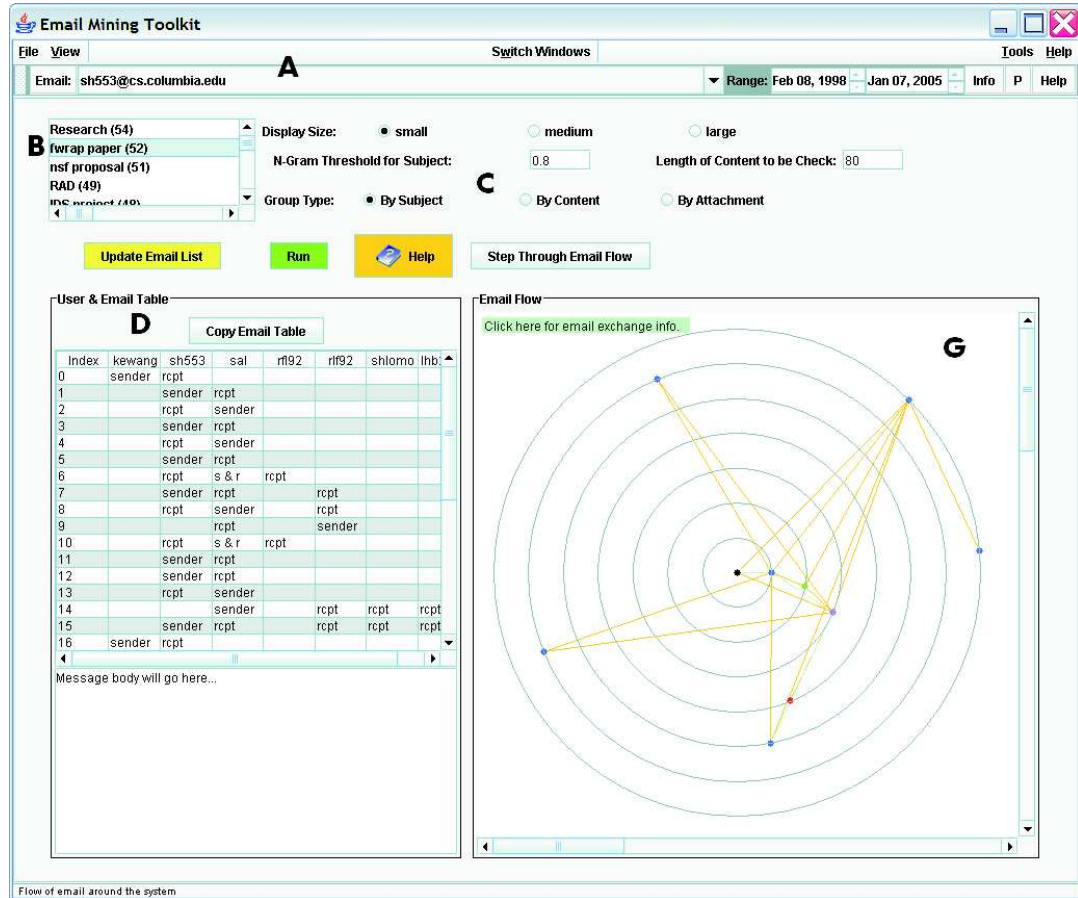 Email Mining Toolkit
File View Switch Windows Tools Help
A
Email: sh553@cs.columbia.edu Range: Feb 08, 1998 Jan 07, 2005 Info P Help
B
Research (54)
fwrap paper (52)
nsf proposal (51)
RAD (49)
IDS project (48)
Display Size: small medium large
N-Gram Threshold for Subject: 0.8 Length of Content to be Check: 80
C
Group Type: By Subject By Content By Attachment
Update Email List Run Help Step Through Email Flow
User & Email Table
D
Copy Email Table
Index kewang sh553 sal rfl92 rlf92 shlomo lhb
0 sender rcpt
1 sender rcpt
2 rcpt sender
3 sender rcpt
4 rcpt sender
5 sender rcpt
6 rcpt s & r rcpt
7 sender rcpt rcpt
8 rcpt sender rcpt
9 rcpt sender
10 rcpt s & r rcpt
11 sender rcpt
12 sender rcpt
13 rcpt sender
14 sender rcpt rcpt rcpt
15 sender rcpt rcpt rcpt rcpt
16 sender rcpt
Message body will go here...
Email Flow
Click here for email exchange info.
G
Flow of email around the system